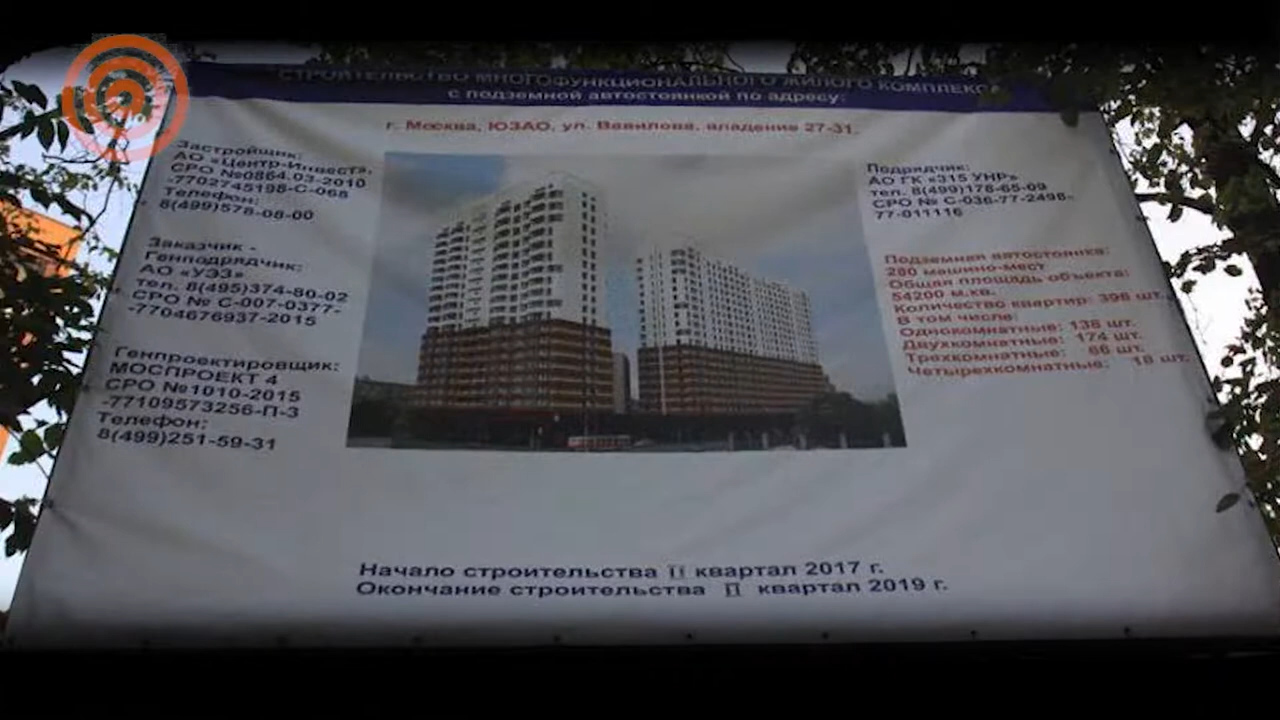 СТРОИТЕЛЬСТВО МНОГОФУНКЦИОНАЛЬНОГО ЖИЛОГО КОМПЛЕКСА
с подземной автостоянкой по адресу:
г. Москва, ЮЗАО, ул. Вавилова, владение 27-31.
Застройщик:
АО «Центр-Инвест»,
СРО №0864.03-2010
-7702745198-С-068
Телефон:
8(499)578-08-00
Заказчик -
Генподрядчик:
АО «УЭЗ»
тел. 8(495)374-80-02
СРО № С-007-0377-
-7704676937-2015
Генпроектировщик:
МОСПРОЕКТ 4
СРО №1010-2015
-77109573256-П-3
Телефон:
8(499)251-59-31
Подрядчик:
АО ГК «315 УНР»
тел. 8(499)178-65-09
СРО № С-036-77-2498-
77-011116
Подземная автостоянка:
280 машино-мест
Общая площадь объекта:
54200 м.кв.
Количество квартир: 396 шт.
В том числе:
Однокомнатные: 138 шт.
Двухкомнатные: 174 шт.
Трехкомнатные: 66 шт.
Четырехкомнатные: 18 шт.
Начало строительства II квартал 2017 г.
Окончание строительства II квартал 2019 г.